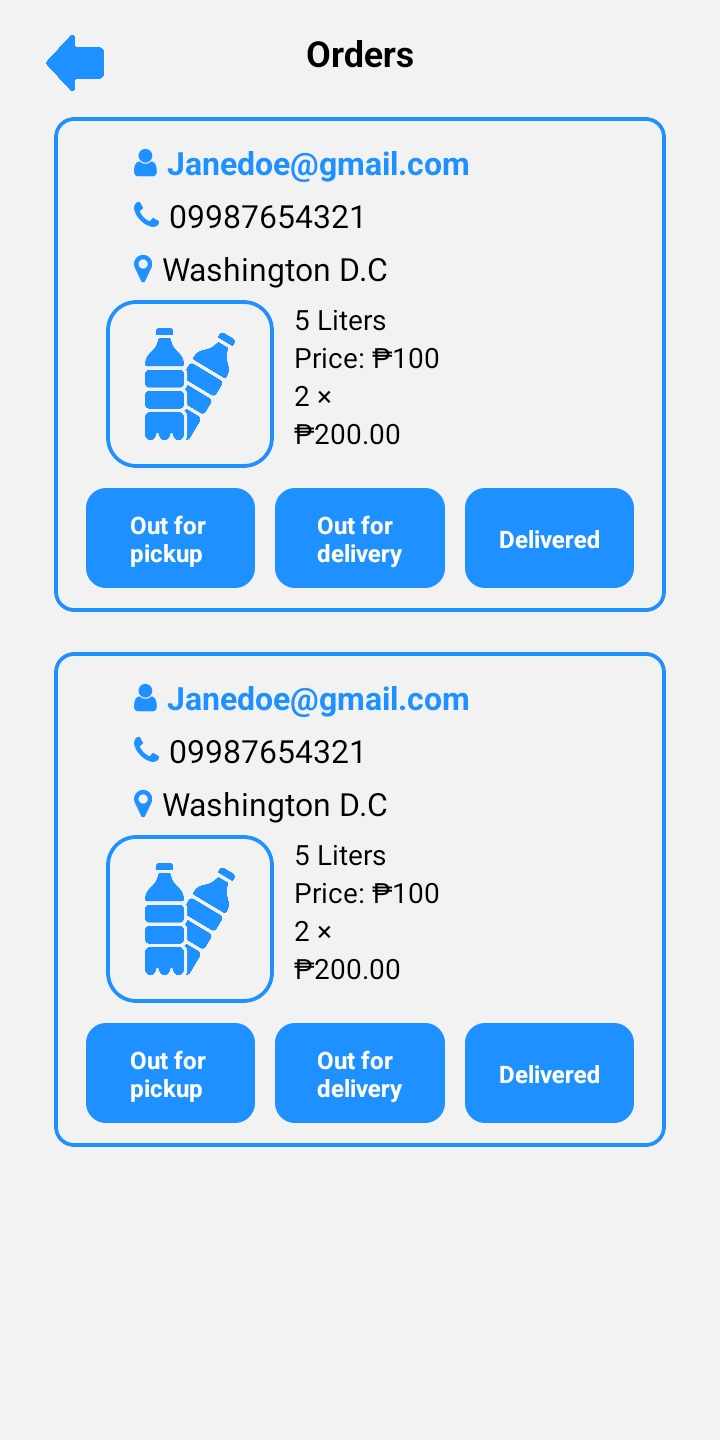 Orders
Janedoe@gmail.com
09987654321
Washington D.C
5 Liters
Price: ₱100
2 ×
₱200.00
Out for
pickup
Out for
delivery
Delivered
Janedoe@gmail.com
09987654321
Washington D.C
5 Liters
Price: ₱100
2 ×
₱200.00
Out for
pickup
Out for
delivery
Delivered